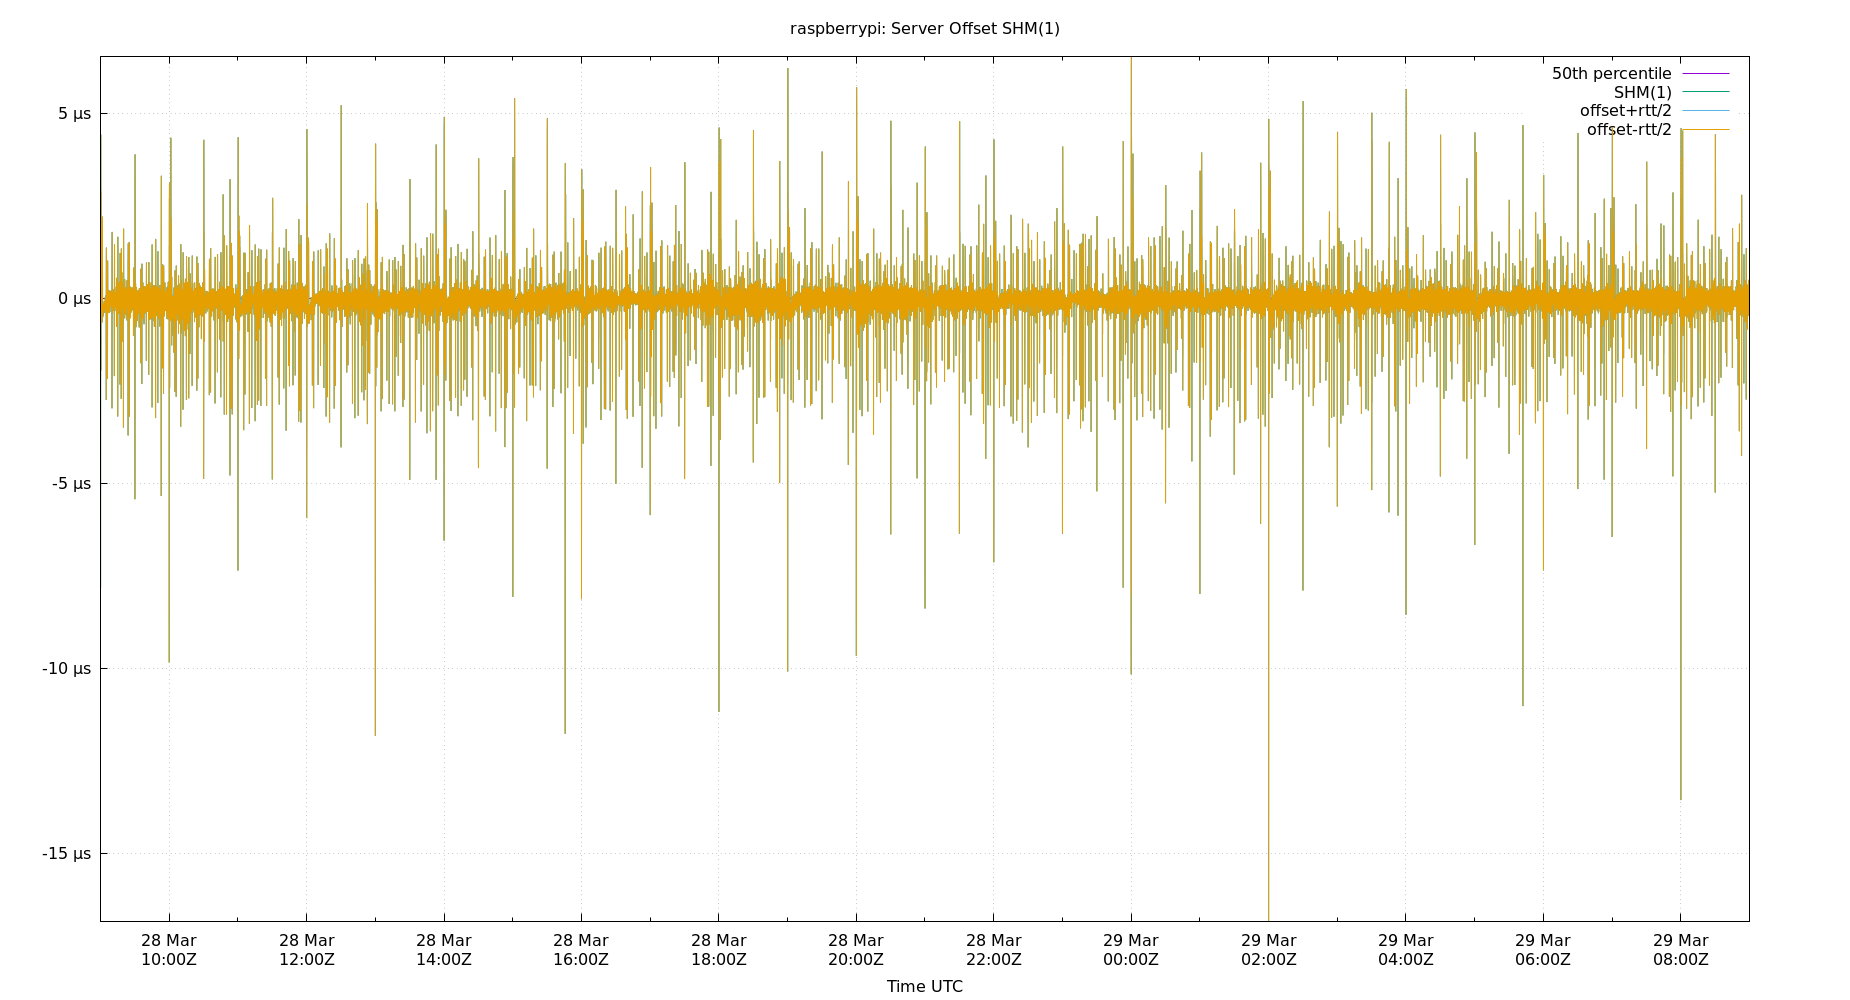 raspberrypi: Server Offset SHM(1)
50th percentile
SHM(1)
offset+rtt/2
offset-rtt/2
5 µs
0 µs
-5 µs
-10 µs
-15 µs
28 Mar 28 Mar 28 Mar 28 Mar 28 Mar 28 Mar 28 Mar 29 Mar 29 Mar 29 Mar 29 Mar 29 Mar
10:00Z 12:00Z 14:00Z 16:00Z 18:00Z 20:00Z 22:00Z 00:00Z 02:00Z 04:00Z 06:00Z 08:00Z
Time UTC